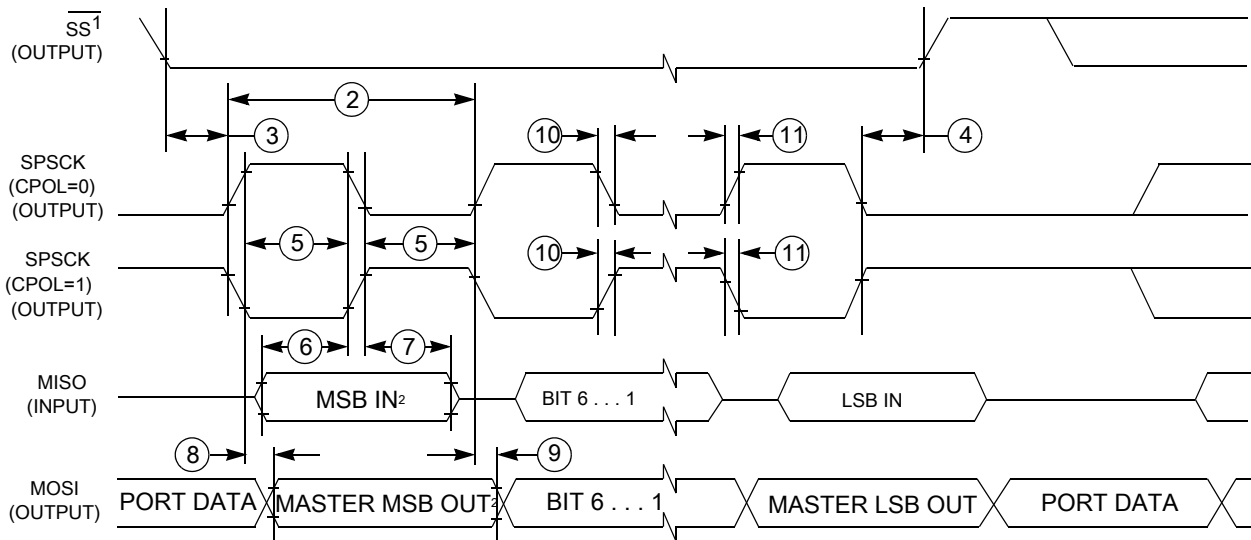 SS1
(OUTPUT)
2
3
10
11
4
SPSCK
(CPOL=0)
(OUTPUT)
5
5
SPSCK
(CPOL=1)
(OUTPUT)
10
11
6
7
MISO
(INPUT)
MSB IN2
BIT 6 . . . 1
LSB IN
8
9
MOSI
(OUTPUT)
PORT DATA
MASTER MSB OUT2
BIT 6 . . . 1
MASTER LSB OUT
PORT DATA